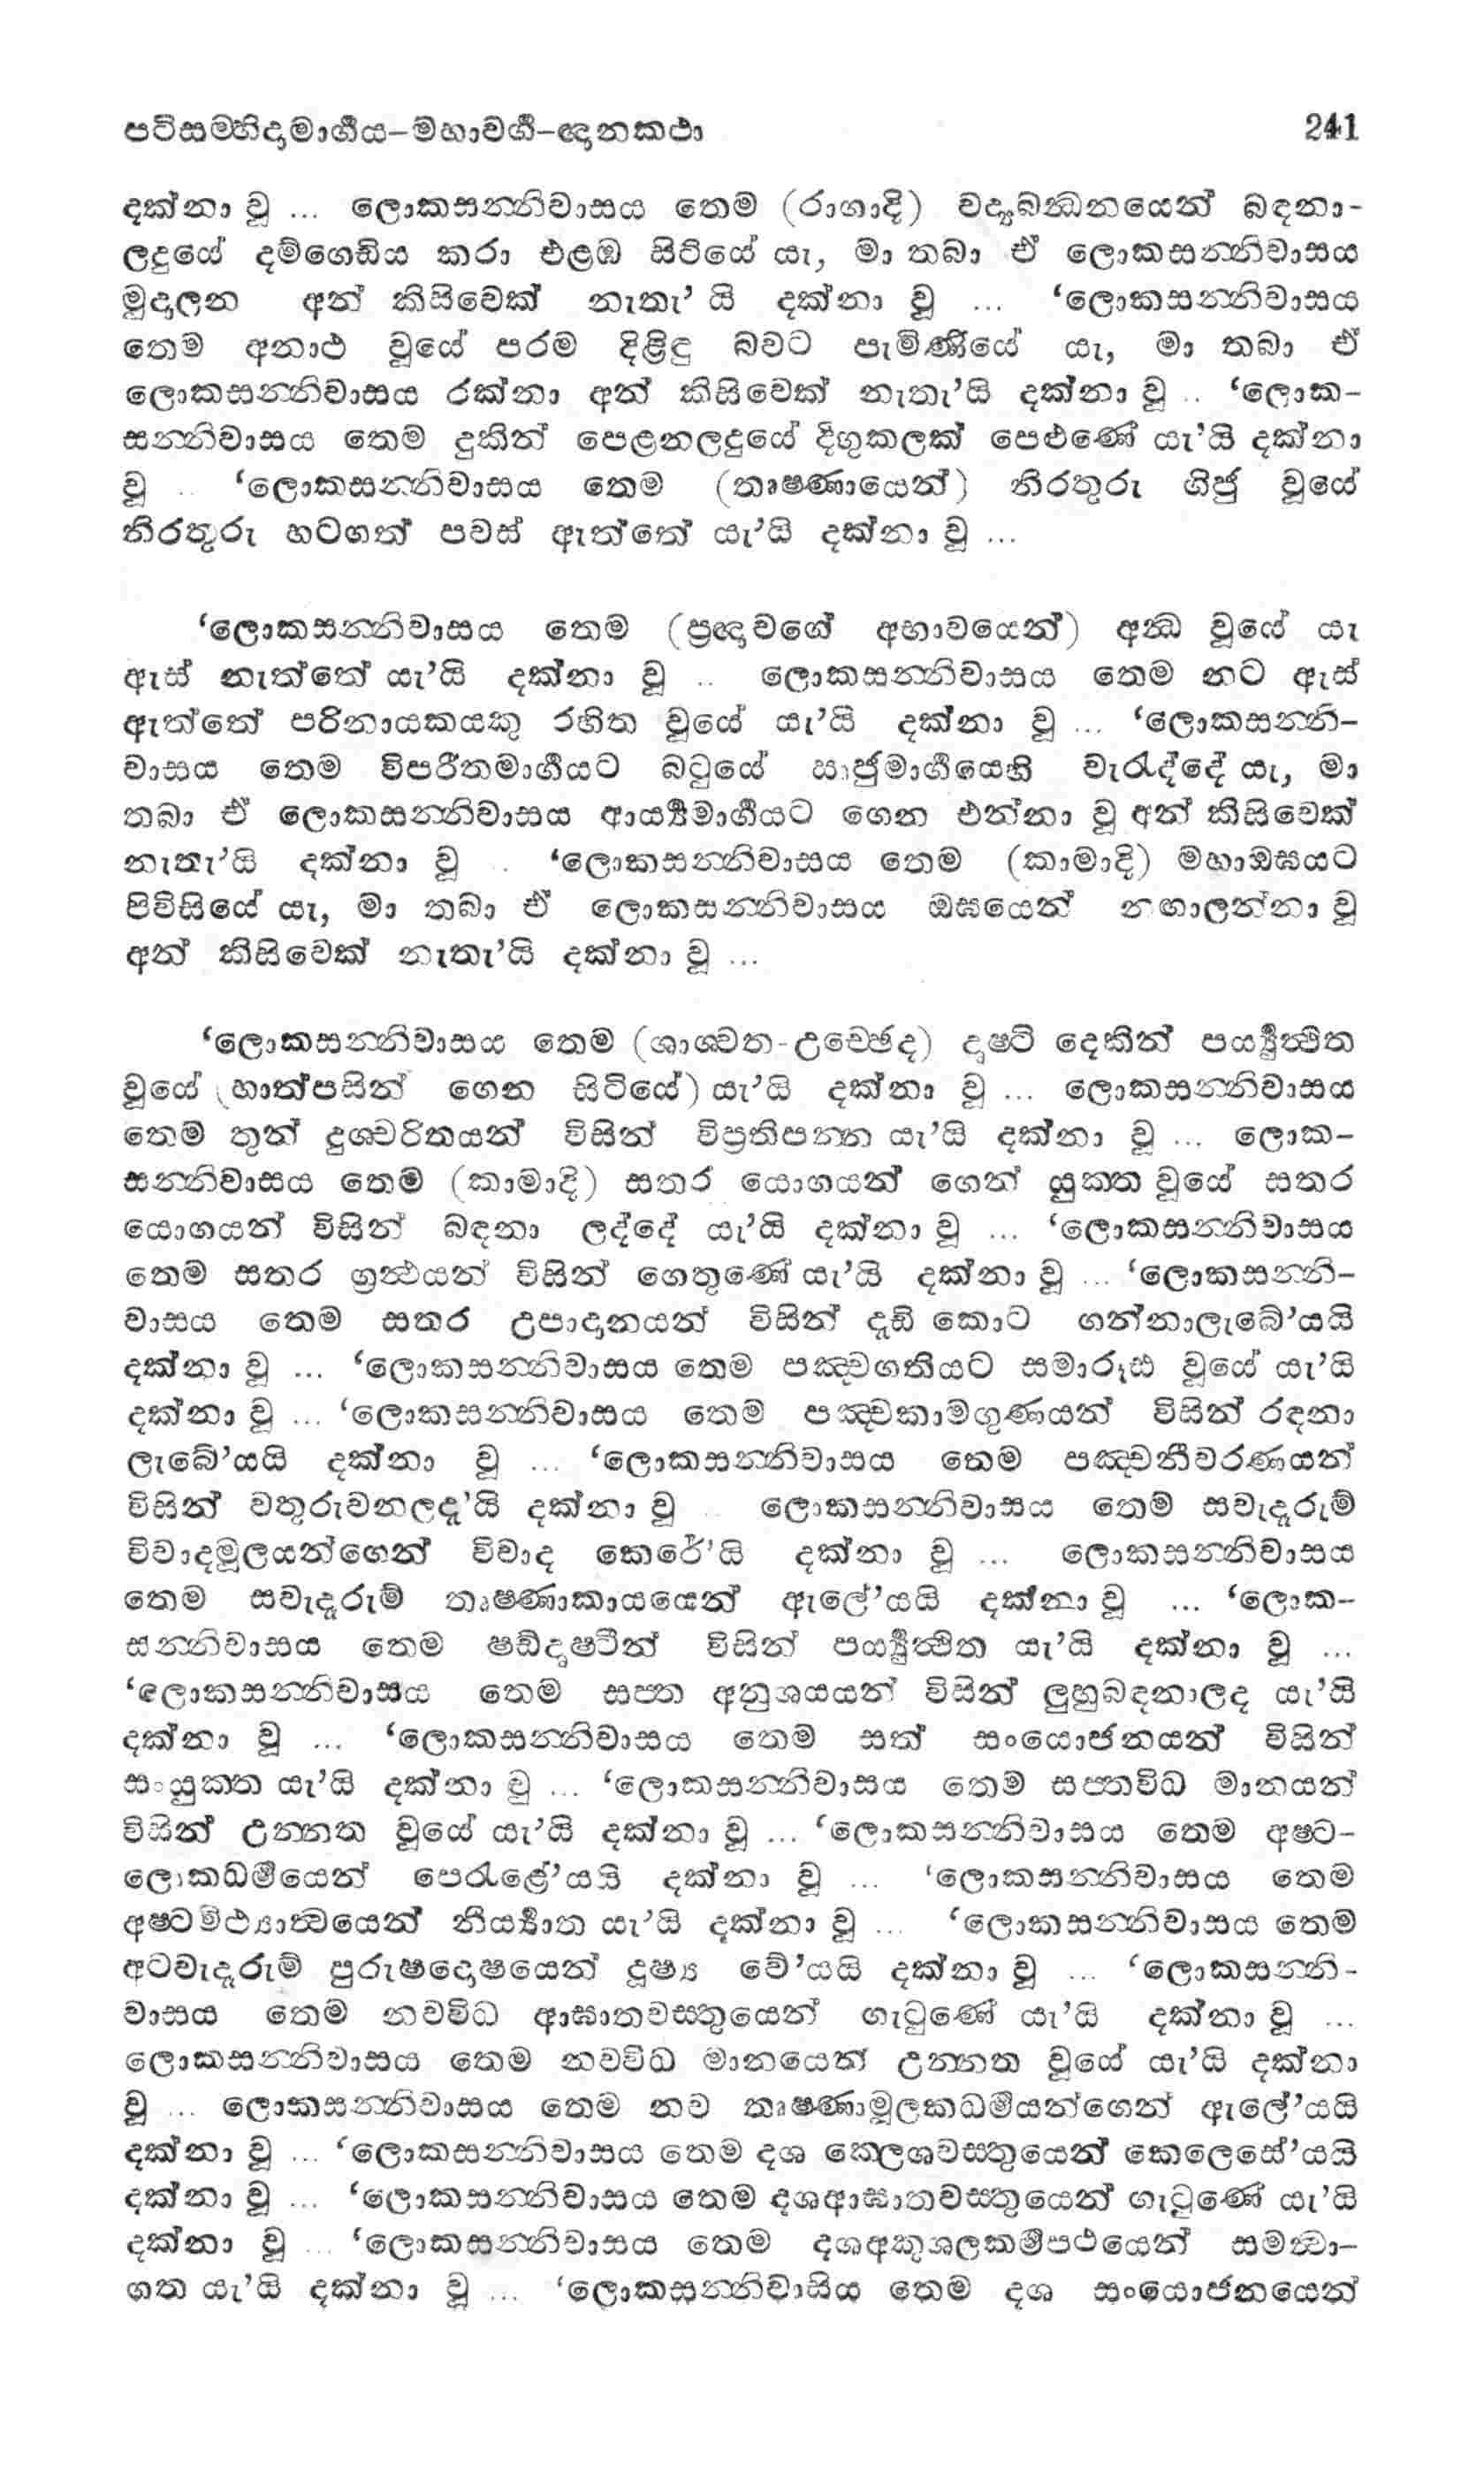 පටිසම්භිදාමාර්‍ගය–මහාවර්‍ග–ඥානකථා 241
දක්නා වූ ... ලොකසන්නිවාසය තෙම (රාගාදි) වද්‍යබන්ධනයෙන් බඳනා-
ලදුයේ දම්ගෙඩිය කරා එළඹ සිටියේ යැ, මා තබා ඒ ලොකසන්නිවාසය
මුදාලන අන් කිසිවෙක් නැතැ’ යි දක්නා වූ ... ‘ලොකසන්නිවාසය
තෙම අනාථ වූයේ පරම දිළිඳු බවට පැමිණියේ යැ, මා තබා ඒ
ලොකසන්නිවාසය රක්නා අන් කිසිවෙක් නැතැ’යි දක්නා වූ .. ‘ලොක–
සන්නිවාසය තෙම දුකින් පෙළනලදුයේ දිගුකලක් පෙළුණේ යැ’යි දක්නා
වූ .. ‘ලොකසන්නිවාසය තෙම (තෘෂ්ණායෙන්) නිරතුරු ගිජු වූයේ
නිරතුරු හටගත් පවස් ඇත්තේ යැ’යි දක්නා වූ ...
‘ලොකසන්නිවාසය තෙම (ප්‍රඥාවගේ අභාවයෙන්) අන්ධ වූයේ යැ
ඇස් නැත්තේ යැ’යි දක්නා වූ .. ලොකසන්නිවාසය තෙම නට ඇස්
ඇත්තේ පරිනායකයකු රහිත වූයේ යැ’යි දක්නා වූ ... ‘ලොකසන්නි–
වාසය තෙම විපරීතමාර්‍ගයට බටුයේ ඍජුමාර්‍ගයෙහි වැරැද්දේ යැ, මා
තබා ඒ ලොකසන්නිවාසය ආර්‍ය්‍යමාර්‍ගයට ගෙන එන්නා වූ අන් කිසිවෙක්
නැතැ’යි දක්නා වූ . ‘ලොකසන්නිවාසය තෙම (කාමාදි) මහාඔඝයට
පිවිසියේ යැ, මා තබා ඒ ලොකසන්නිවාසය ඔඝයෙන් නඟාලන්නා වූ
අන් කිසිවෙක් නැතැ’යි දක්නා වූ ...
‘ලොකසන්නිවාසය තෙම (ශාශ්වත-උච්ඡේද) දෘෂ්ටි දෙකින් පර්‍ය්‍යුත්ථිත
වූයේ (හාත්පසින් ගෙන සිටියේ) යැ’යි දක්නා වූ ... ලොකසන්නිවාසය
තෙම තුන් දුශ්චරිතයන් විසින් විප්‍රතිපන්න යැ’යි දක්නා වූ ... ලොක–
සන්නිවාසය තෙම (කාමාදි) සතර යොගයන් ගෙන් යුක්ත වූයේ සතර
යොගයන් විසින් බඳනා ලද්දේ යැ’යි දක්නා වූ ... ‘ලොකසන්නිවාසය
තෙම සතර ග්‍රන්ථයන් විසින් ගෙතුණේ යැ’යි දක්නා වූ ... ‘ලොකසන්නි–
වාසය තෙම සතර උපාදානයන් විසින් දැඩි කොට ගන්නාලැබේ’යයි
දක්නා වූ ... ‘ලොකසන්නිවාසය තෙම පඤ්චගතියට සමාරූඪ වූයේ යැ’යි
දක්නා වූ ... ‘ලොකසන්නිවාසය තෙම පඤ්චකාමගුණයන් විසින් රඳනා
ලැබේ’යයි දක්නා වූ ... ‘ලොකසන්නිවාසය තෙම පඤ්චනීවරණයන්
විසින් වතුරුවනලදැ’යි දක්නා වූ .. ලොකසන්නිවාසය තෙම් සවැදෑරුම්
විවාදමූලයන්ගෙන් විවාද කෙරේ’යි දක්නා වූ ... ලොකසන්නිවාසය
තෙම සවැදෑරුම් තෘෂ්ණාකායයෙන් ඇලේ’යයි දක්නා වූ ... ‘ලොක–
සන්නිවාසය තෙම ෂඩ්දෘෂ්ටීන් විසින් පර්‍ය්‍යුත්ථිත යැ’යි දක්නා වූ ...
‘ලොකසන්නිවාසය තෙම සප්ත අනුශයයන් විසින් ලුහුබඳනාලද යැ’යි
දක්නා වූ ... ‘ලොකසන්නිවාසය තෙම සත් සංයොජනයන් විසින්
සංයුක්ත යැ’යි දක්නා වූ ... ‘ලොකසන්නිවාසය තෙම සප්තවිධ මානයන්
විසින් උන්නත වූයේ යැ’යි දක්නා වූ ... ‘ලොකසන්නිවාසය තෙම අෂ්ට–
ලොකධර්‍මයෙන් පෙරැළේ’යයි දක්නා වූ ... ‘ලොකසන්නිවාසය තෙම
අෂ්ටමිථ්‍යාත්වයෙන් නිර්‍ය්‍යාත යැ’යි දක්නා වූ ... ‘ලොකසන්නිවාසය තෙම
අටවැදෑරුම් පුරුෂදොෂයෙන් දූෂ්‍ය වේ’යයි දක්නා වූ ... ‘ලොකසන්නි-
වාසය තෙම නවවිධ ආඝාතවස්තුයෙන් ගැටුණේ යැ’යි දක්නා වූ ...
ලොකසන්නිවාසය තෙම නවවිධ මානයෙන් උන්නත වූයේ යැ’යි දක්නා
වූ ... ලොකසන්නිවාසය තෙම නව තෘෂ්ණාමූලකධර්‍මයන්ගෙන් ඇලේ’යයි
දක්නා වූ ... ‘ලොකසන්නිවාසය තෙම දශ ක්ලෙශවස්තුයෙන් කෙලෙසේ’යයි
දක්නා වූ ... ‘ලොකසන්නිවාසය තෙම දශආඝාතවස්තුයෙන් ගැටුණේ යැ’යි
දක්නා වූ ... ‘ලොකසන්නිවාසය තෙම දශඅකුශලකර්‍මපථයෙන් සමන්වා–
ගත යැ’යි දක්නා වූ ... ‘ලොකසන්නිවාසිය තෙම දශ සංයොජනයෙන්